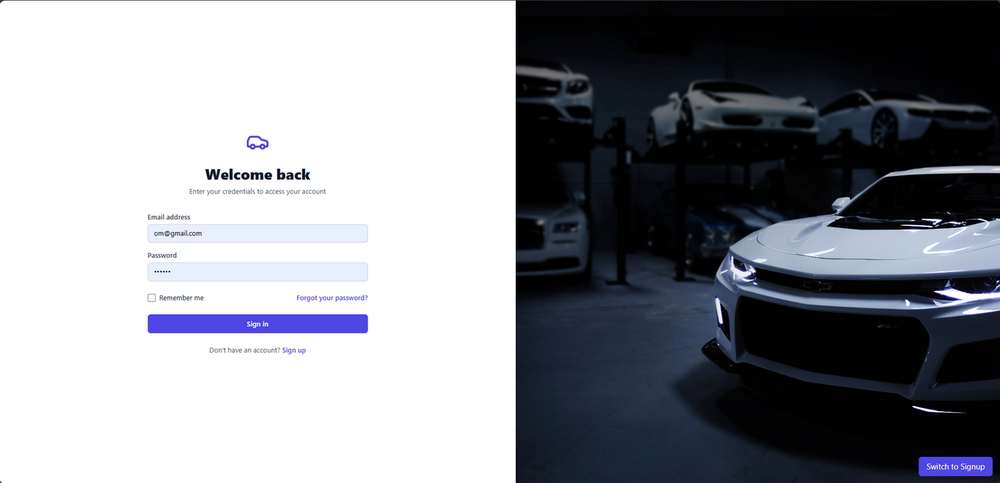 Welcome back
Enter your credentials to access your account
Email address
om@gmail.com
Password
••••••
Remember me
Forgot your password?
Sign in
Don't have an account? Sign up
ZL1
Switch to Signup